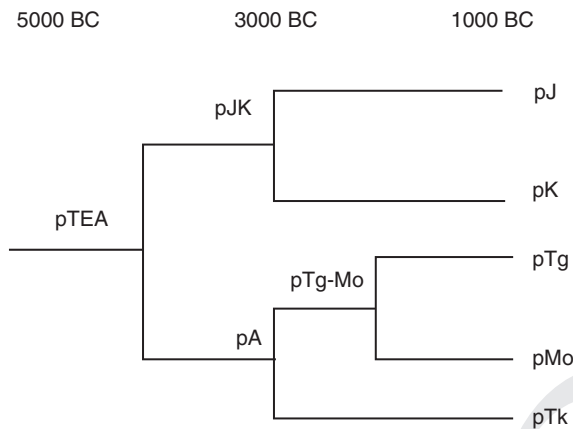 5000 BC 3000 BC 1000 BC
pJ
pJK
pK
pTEA
pTg
pTg-Mo
pA
pMo
pTk